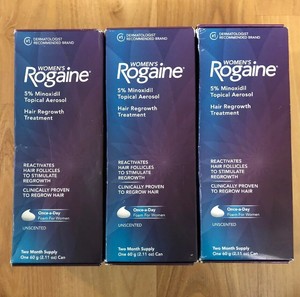 #1 DERMATOLOGIST
RECOMMENDED BRAND
WOMEN'S
Rogaine®
5% Minoxidil
Topical Aerosol
Hair Regrowth
Treatment
REACTIVATES
HAIR FOLLICLES
TO STIMULATE
REGROWTH
CLINICALLY PROVEN
TO REGROW HAIR
Once-a-Day
Foam For Women
UNSCENTED
Two Month Supply
One 60 g (2.11 oz) Can
#1 DERMATOLOGIST
RECOMMENDED BRAND
WOMEN'S
Rogaine®
5% Minoxidil
Topical Aerosol
Hair Regrowth
Treatment
REACTIVATES
HAIR FOLLICLES
TO STIMULATE
REGROWTH
CLINICALLY PROVEN
TO REGROW HAIR
Once-a-Day
Foam For Women
UNSCENTED
Two Month Supply
One 60 g (2.11 oz) Can
#1 DERMATOLOGIST
RECOMMENDED BRAND
WOMEN'S
Rogaine®
5% Minoxidil
Topical Aerosol
Hair Regrowth
Treatment
REACTIVATES
HAIR FOLLICLES
TO STIMULATE
REGROWTH
CLINICALLY PROVEN
TO REGROW HAIR
Once-a-Day
Foam For Women
UNSCENTED
Two Month Supply
One 60 g (2.11 oz) Can